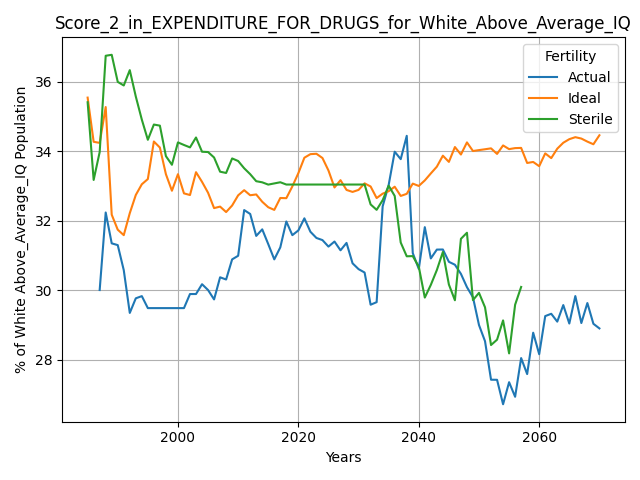 Score_2_in_EXPENDITURE_FOR_DRUGS_for_White_Above_Average_IQ
Fertility
Actual
Ideal
Sterile
% of White Above_Average_IQ Population
36
34
32
30
28
2000 2020 2040 2060
Years